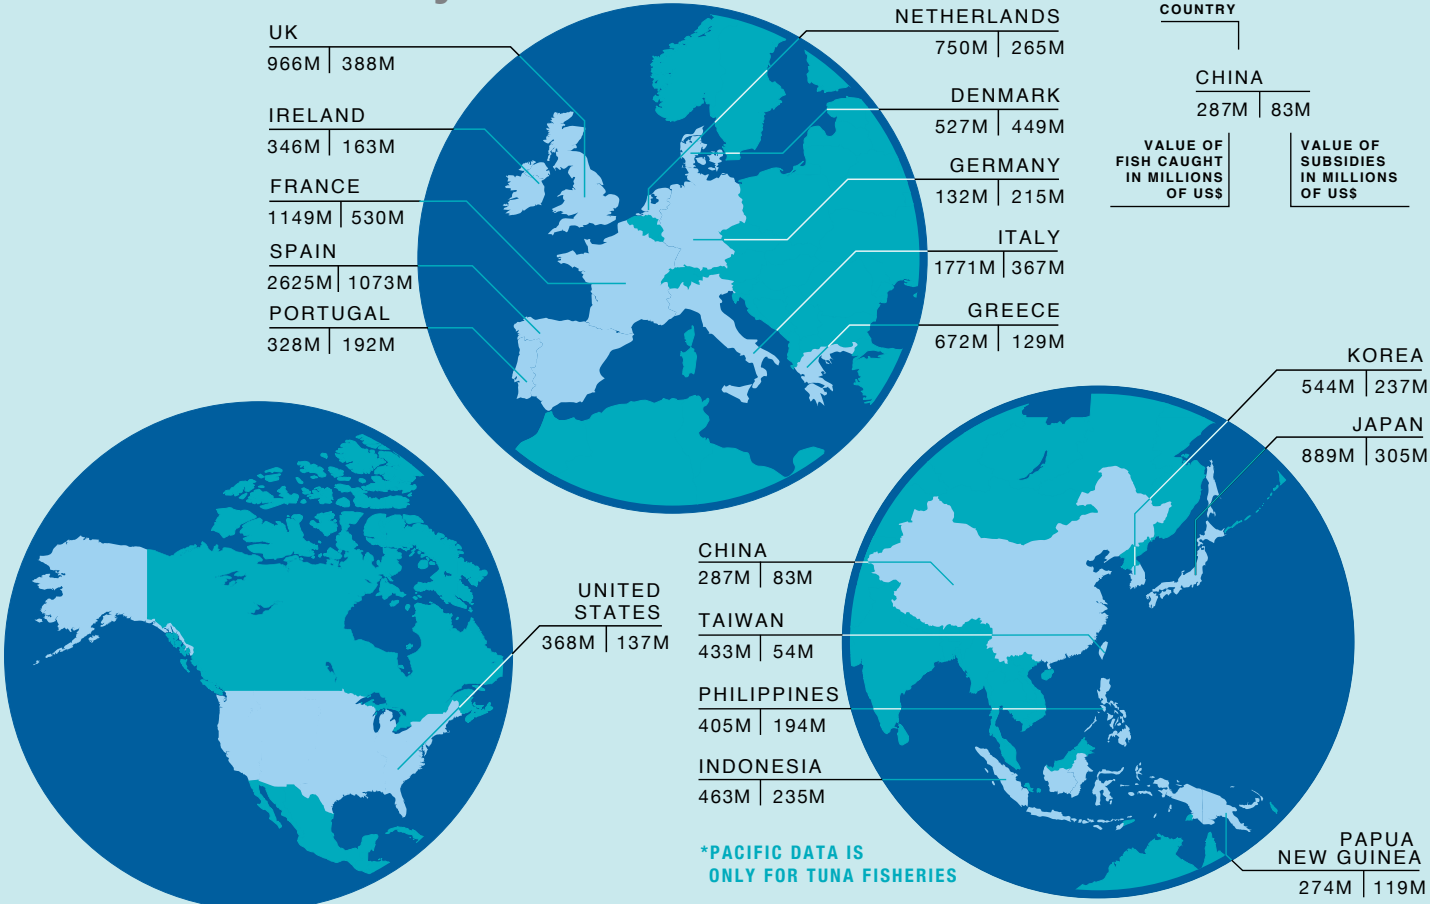 COUNTRY
CHINA
287M | 83M
VALUE OF
FISH CAUGHT
IN MILLIONS
OF US$
VALUE OF
SUBSIDIES
IN MILLIONS
OF US$
UK
966M | 388M
IRELAND
346M | 163M
FRANCE
1149M | 530M
SPAIN
2625M | 1073M
PORTUGAL
328M | 192M
NETHERLANDS
750M | 265M
DENMARK
527M | 449M
GERMANY
132M | 215M
ITALY
1771M | 367M
GREECE
672M | 129M
UNITED
STATES
368M | 137M
KOREA
544M | 237M
JAPAN
889M | 305M
CHINA
287M | 83M
TAIWAN
433M | 54M
PHILIPPINES
405M | 194M
INDONESIA
463M | 235M
PAPUA
NEW GUINEA
274M | 119M
*PACIFIC DATA IS
ONLY FOR TUNA FISHERIES